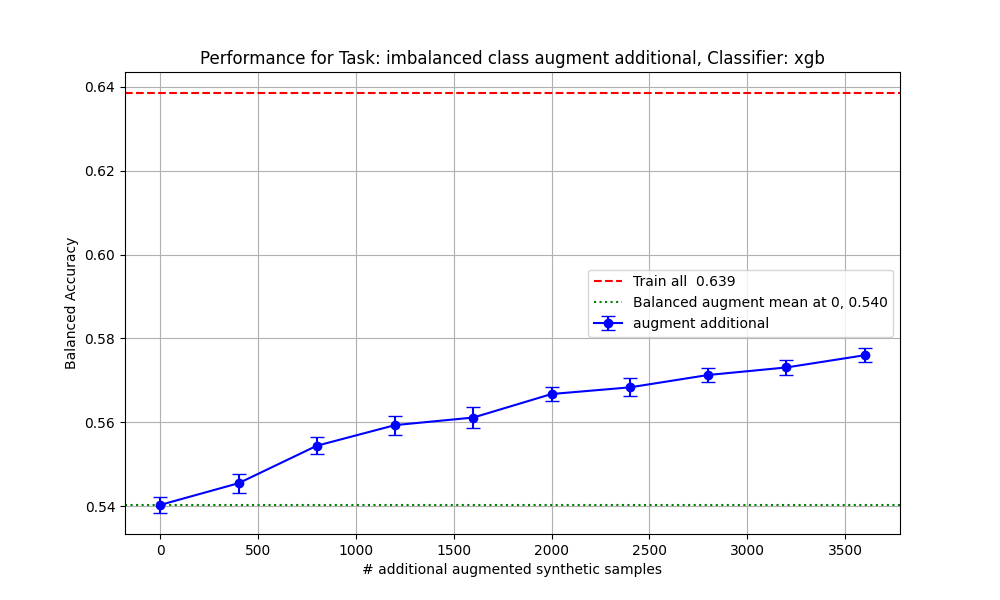 Performance for Task: imbalanced class augment additional, Classifier: xgb
Balanced Accuracy
0.64
0.62
0.60
0.58
0.56
0.54
Train all  0.639
Balanced augment mean at 0, 0.540
augment additional
0 500 1000 1500 2000 2500 3000 3500
# additional augmented synthetic samples